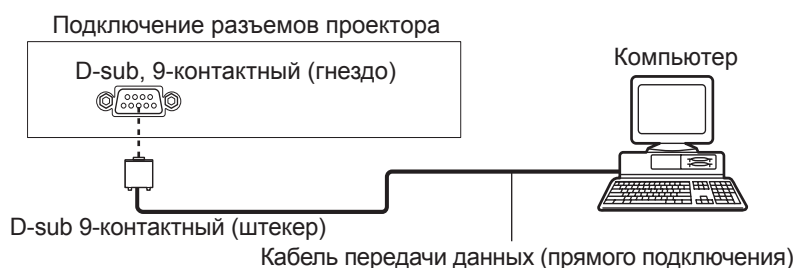 Подключение разъемов проектора
D-sub, 9-контактный (гнездо)
Компьютер
D-sub 9-контактный (штекер)
Кабель передачи данных (прямого подключения)